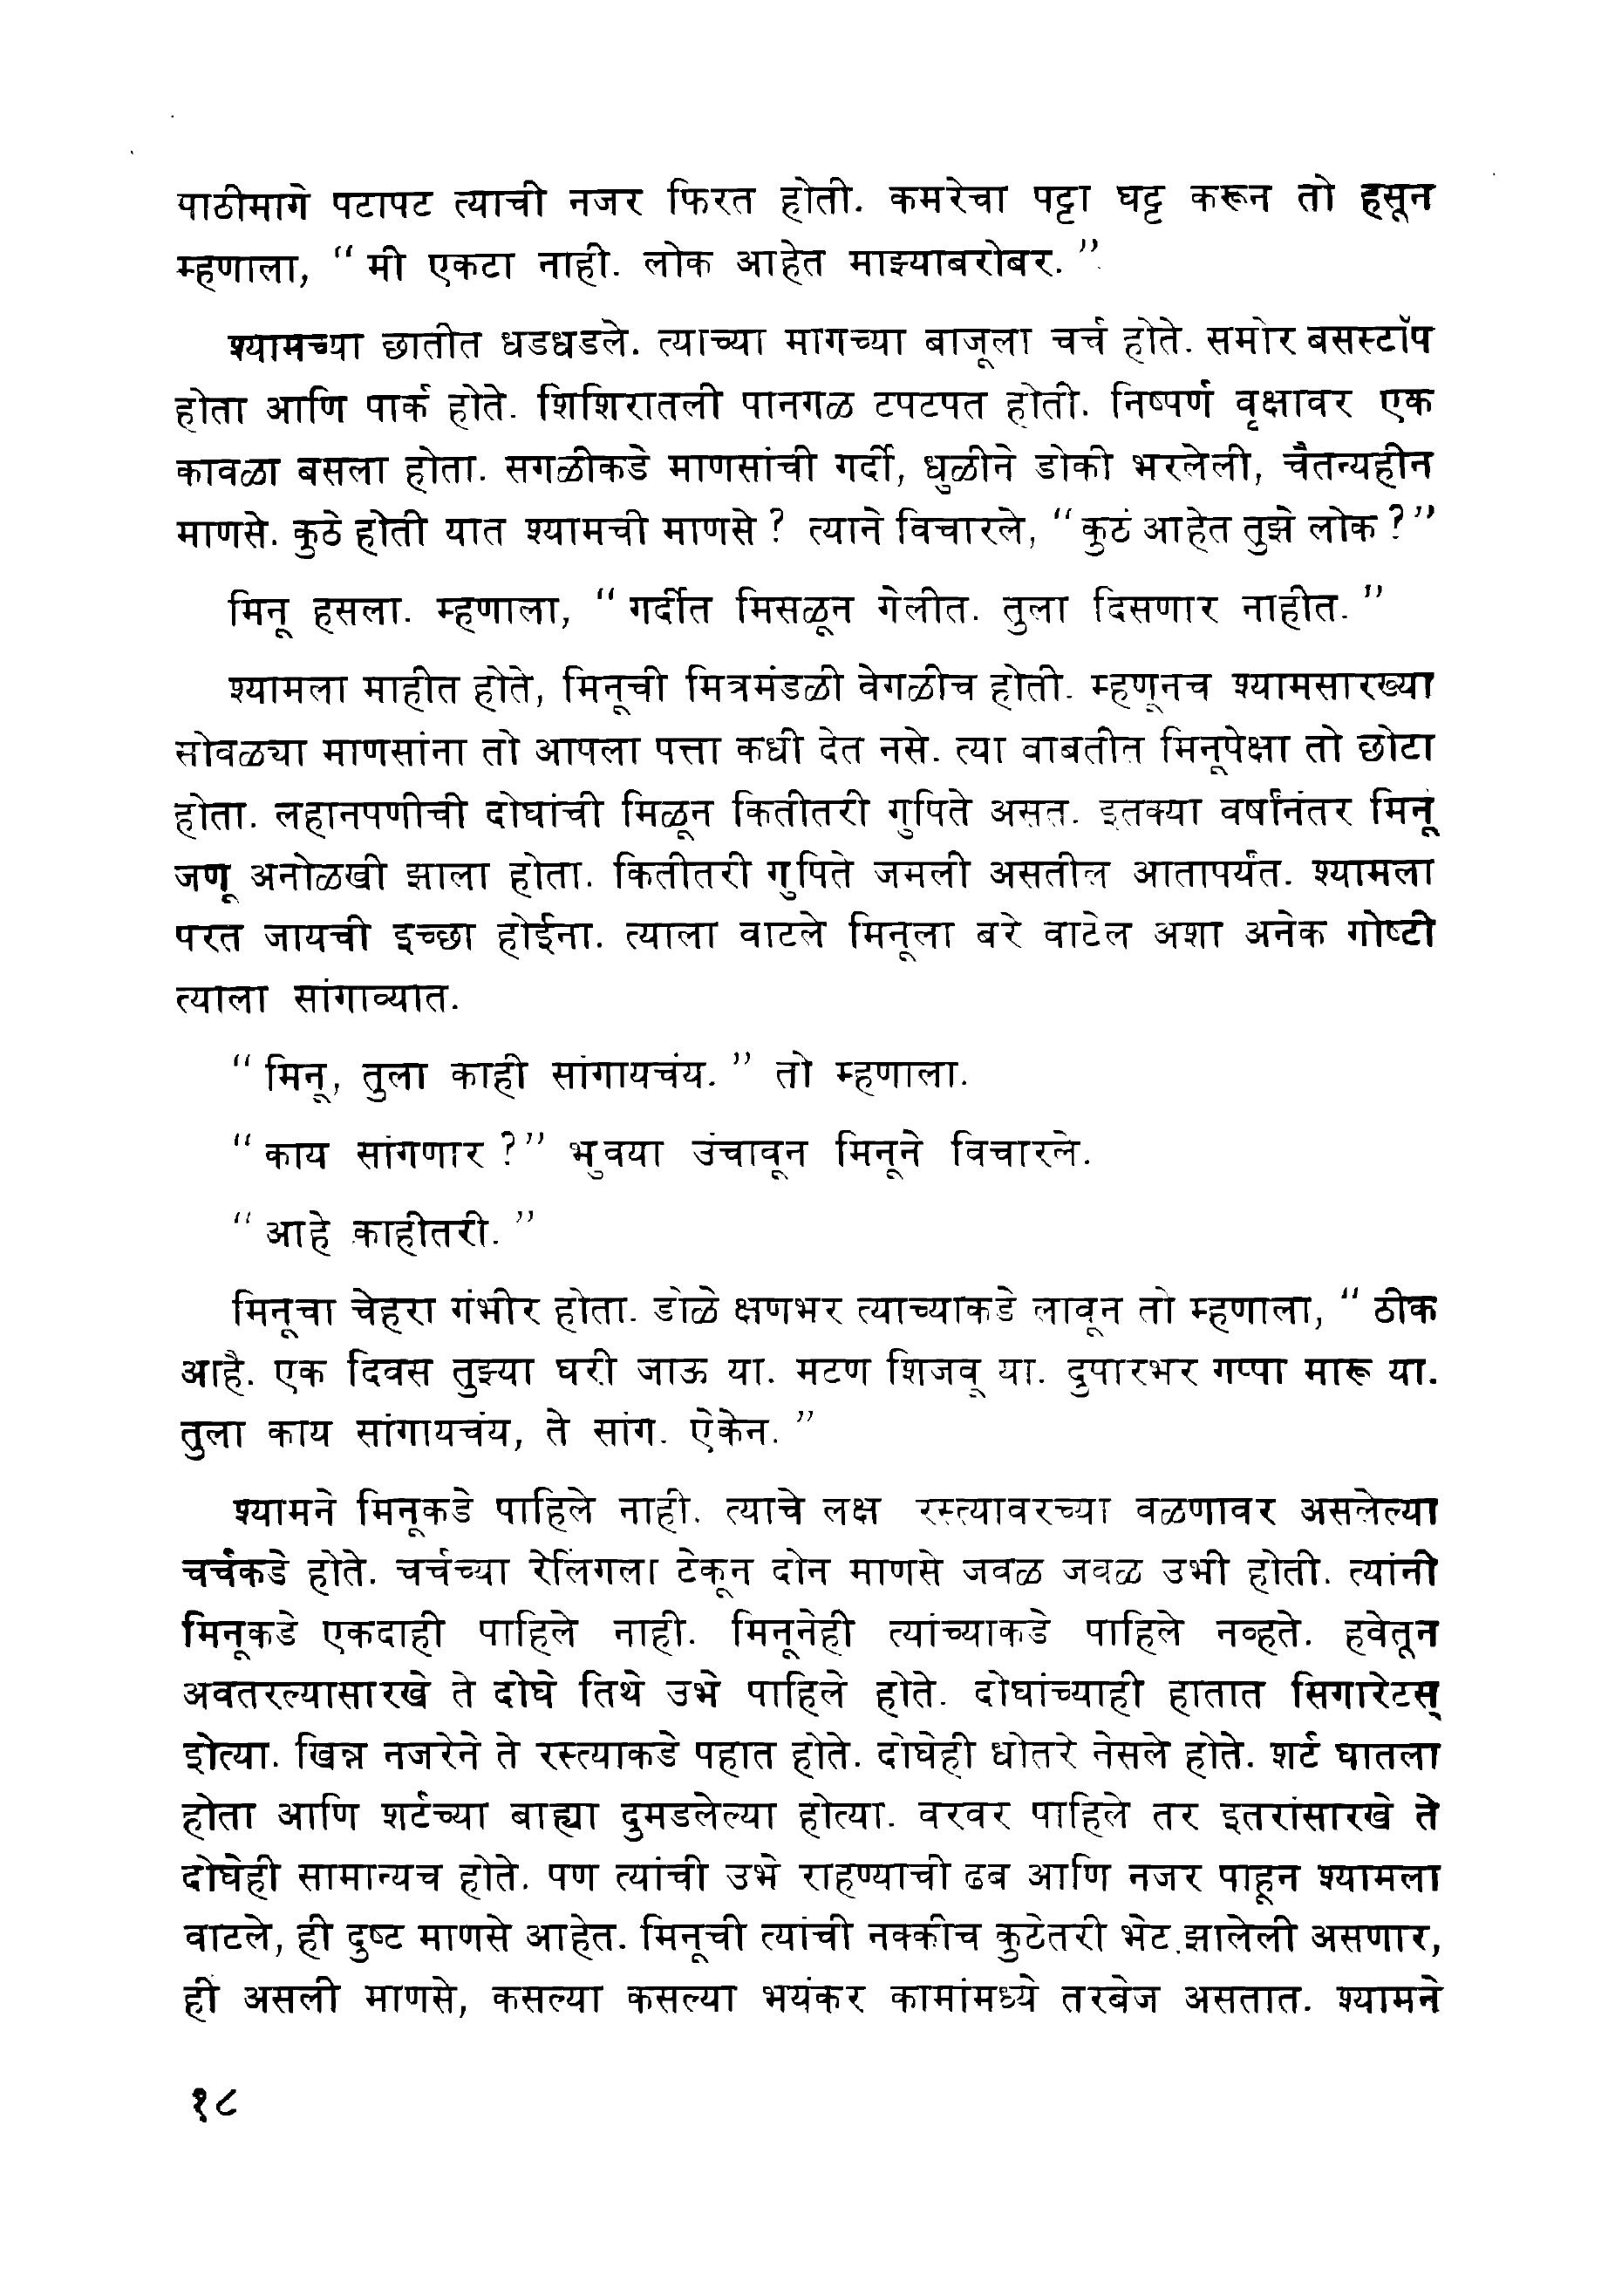 पाठीमागे पटापट त्याची नजर फिरत होती. कमरेचा पट्टा घट्ट करून तो हसून
म्हणाला, “ मी एकटा नाही. लोक आहेत माझ्याबरोबर. ”
श्यामच्या छातीत धडधडले. त्याच्या मागच्या बाजूला चर्च होते. समोर बसस्टॉप
होता आणि पार्क होते. शिशिरातली पानगळ टपटपत होती. निष्पर्ण वृक्षावर एक
कावळा बसला होता. सगळीकडे माणसांची गर्दी, धुळीने डोकी भरलेली, चैतन्यहीन
माणसे. कुठे होती यात श्यामची माणसे ? त्याने विचारले, “कुठं आहेत तुझे लोक ?”
मिनू हसला. म्हणाला, “ गर्दीत मिसळून गेलीत. तुला दिसणार नाहीत. ”
श्यामला माहीत होते, मिनूची मित्रमंडळी वेगळीच होती. म्हणूनच श्यामसारख्या
सोवळ्या माणसांना तो आपला पत्ता कधी देत नसे. त्या बाबतीत मिनूपेक्षा तो छोटा
होता. लहानपणीची दोघांची मिळून कितीतरी गुपिते असत. इतक्या वर्षांनंतर मिनू
जणू अनोळखी झाला होता. कितीतरी गुपिते जमली असतील आतापर्यंत. श्यामला
परत जायची इच्छा होईना. त्याला वाटले मिनूला बरे वाटेल अशा अनेक गोष्टी
त्याला सांगाव्यात.
“ मिनू, तुला काही सांगायचंय. ” तो म्हणाला.
“ काय सांगणार ?” भुवया उंचावून मिनूने विचारले.
“ आहे काहीतरी. ”
मिनूचा चेहरा गंभीर होता. डोळे क्षणभर त्याच्याकडे लावून तो म्हणाला, “ ठीक
आहे. एक दिवस तुझ्या घरी जाऊ या. मटण शिजवू या. दुपारभर गप्पा मारू या.
तुला काय सांगायचंय, ते सांग. ऐकेन. ”
श्यामने मिनूकडे पाहिले नाही. त्याचे लक्ष रस्त्यावरच्या वळणावर असलेल्या
चर्चकडे होते. चर्चच्या रेलिंगला टेकून दोन माणसे जवळ जवळ उभी होती. त्यांनी
मिनूकडे एकदाही पाहिले नाही. मिनूनेही त्यांच्याकडे पाहिले नव्हते. हवेतून
अवतरल्यासारखे ते दोघे तिथे उभे पाहिले होते. दोघांच्याही हातात सिगारेटस्
होत्या. खिन्न नजरेने ते रस्त्याकडे पहात होते. दोघेही धोतरे नेसले होते. शर्ट घातला
होता आणि शर्टच्या बाह्या दुमडलेल्या होत्या. वरवर पाहिले तर इतरांसारखे ते
दोघेही सामान्यच होते. पण त्यांची उभे राहण्याची ढब आणि नजर पाहून श्यामला
वाटले, ही दुष्ट माणसे आहेत. मिनूची त्यांची नक्कीच कुठेतरी भेट झालेली असणार,
ही असली माणसे, कसल्या कसल्या भयंकर कामांमध्ये तरबेज असतात. श्यामने
१८